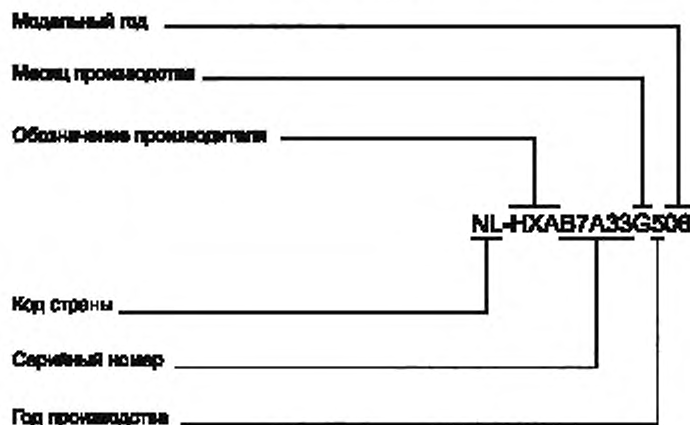 Модельный год
Месяц производства
Обозначение производителя
NL-HXAB7A33G506
Код страны
Серийный номер
Год производства